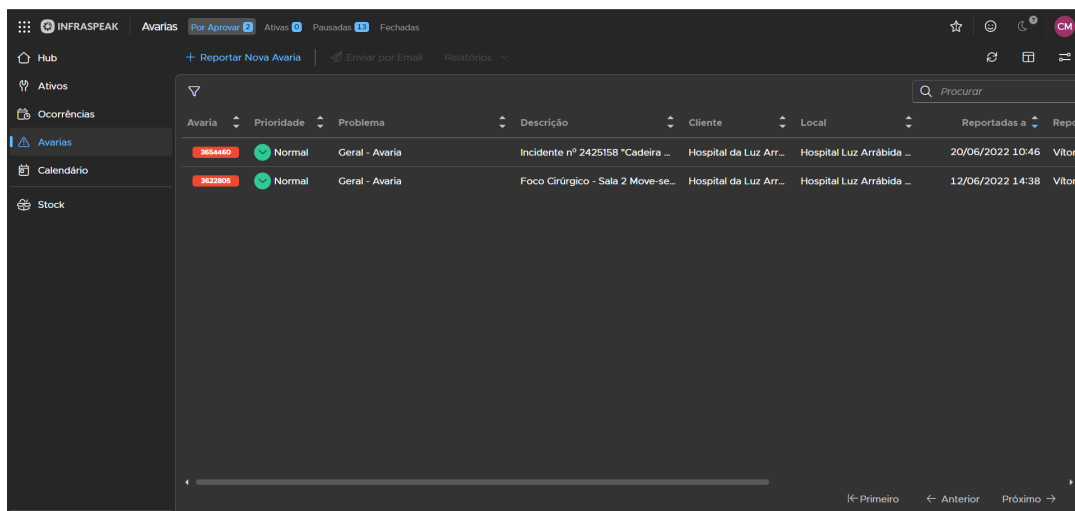 INFRASPEAK Avarias Por Aprovar 2 Ativas 0 Pausadas 13 Fechadas ? CM
Hub
+ Reportar Nova Avaria Enviar por Email Relatórios
Ativos
Procurar
Ocorrências
Avaria Prioridade Problema Descrição Cliente Local Reportadas a Repo
Avarias
3654460 Normal Geral - Avaria Incidente nº 2425158 "Cadeira ... Hospital da Luz Arr... Hospital Luz Arrábida ... 20/06/2022 10:46 Vítor
Calendário
3622805 Normal Geral - Avaria Foco Cirúrgico - Sala 2 Move-se... Hospital da Luz Arr... Hospital Luz Arrábida ... 12/06/2022 14:38 Vítor
Stock
Primeiro Anterior Próximo